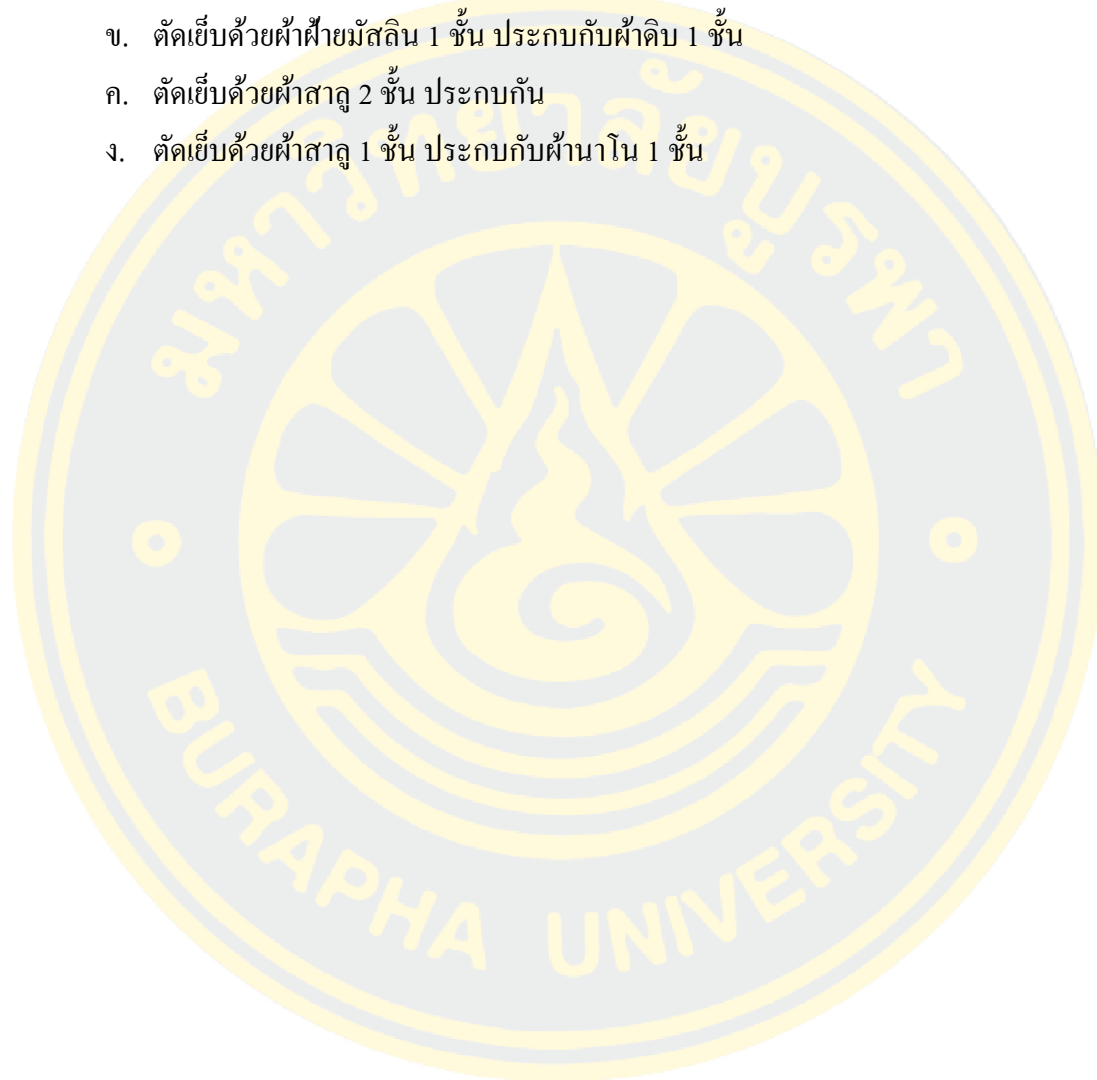 ข. ตัดเย็บด้วยผ้าฝ้ายมัสลิน 1 ชั้น ประกบกับผ้าดิบ 1 ชั้น
ค. ตัดเย็บด้วยผ้าสาลู 2 ชั้น ประกบกัน
ง. ตัดเย็บด้วยผ้าสาลู 1 ชั้น ประกบกับผ้านาโน 1 ชั้น
มหาวิทยาลัยบูรพา
BURAPHA UNIVERSITY